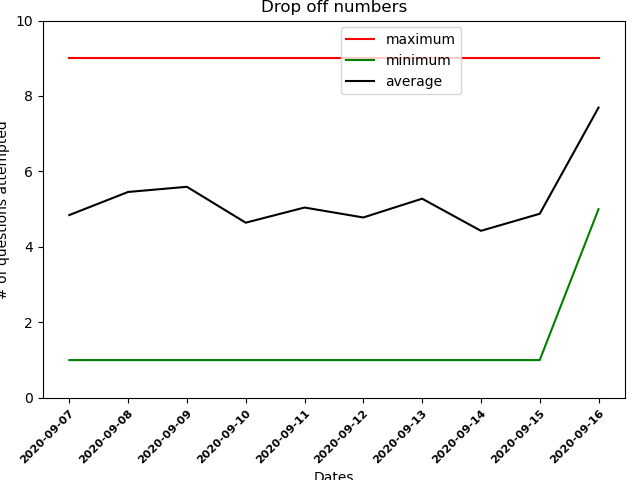 Drop off numbers
# of questions attempted
10
8
6
4
2
0
maximum
minimum
average
2020-09-07
2020-09-08
2020-09-09
2020-09-10
2020-09-11
2020-09-12
2020-09-13
2020-09-14
2020-09-15
2020-09-16
Dates